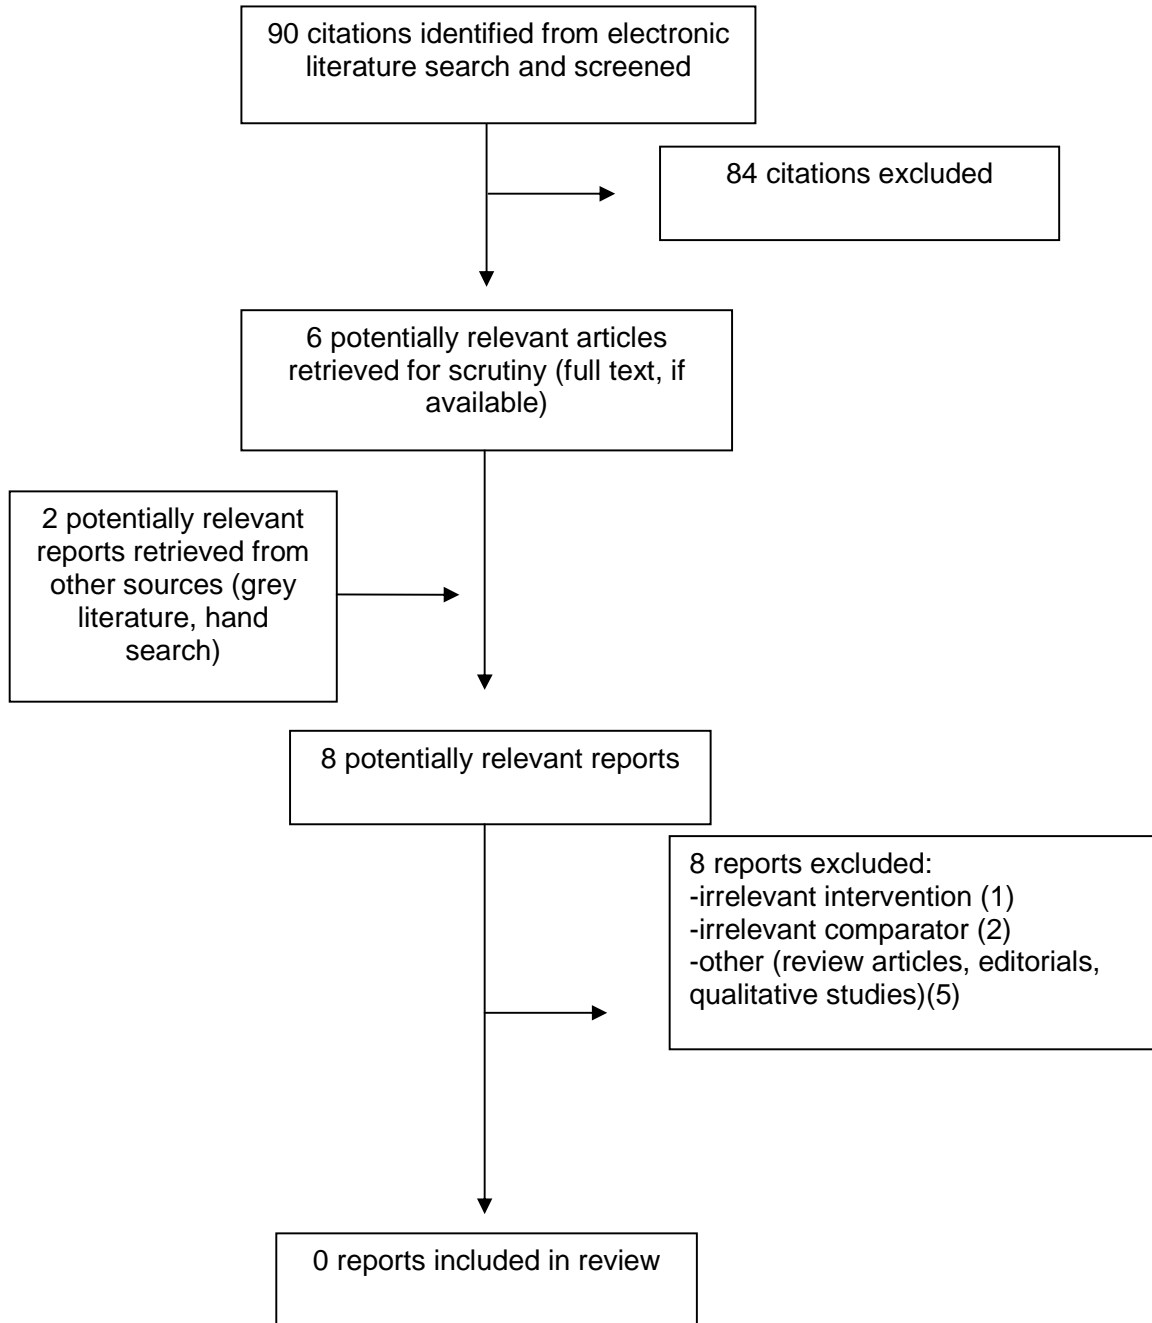 90 citations identified from electronic
literature search and screened
84 citations excluded
6 potentially relevant articles
retrieved for scrutiny (full text, if
available)
2 potentially relevant
reports retrieved from
other sources (grey
literature, hand
search)
8 potentially relevant reports
8 reports excluded:
-irrelevant intervention (1)
-irrelevant comparator (2)
-other (review articles, editorials,
qualitative studies)(5)
0 reports included in review